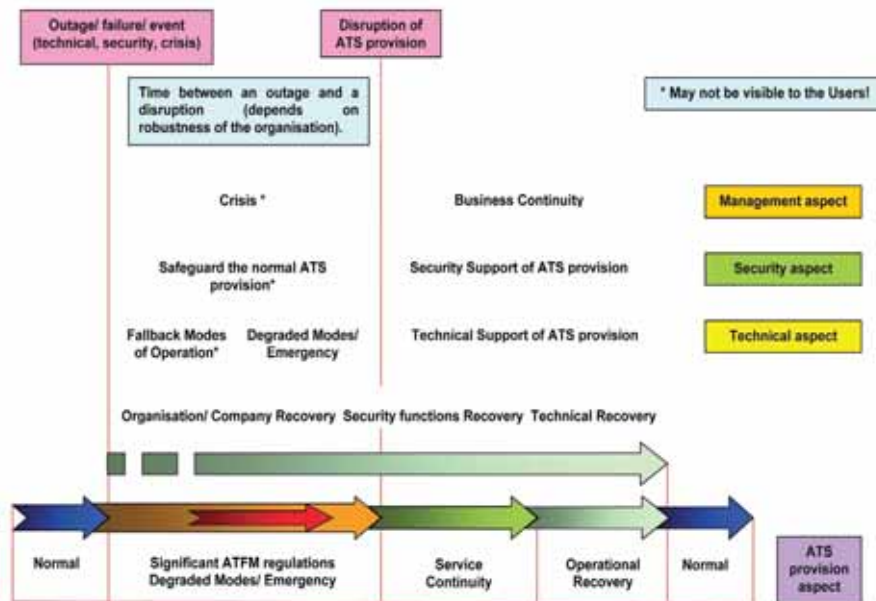 Outage/ failure/ event
(technical, security, crisis)
Disruption of
ATS provision
Time between an outage and a
disruption (depends on
robustness of the organisation).
* May not be visible to the Users!
Crisis *
Business Continuity
Management aspect
Safeguard the normal ATS
provision*
Security Support of ATS provision
Security aspect
Fallback Modes
of Operation*
Degraded Modes/
Emergency
Technical Support of ATS provision
Technical aspect
Organisation/ Company Recovery Security functions Recovery Technical Recovery
Normal
Significant ATFM regulations
Degraded Modes/ Emergency
Service
Continuity
Operational
Recovery
Normal
ATS
provision
aspect